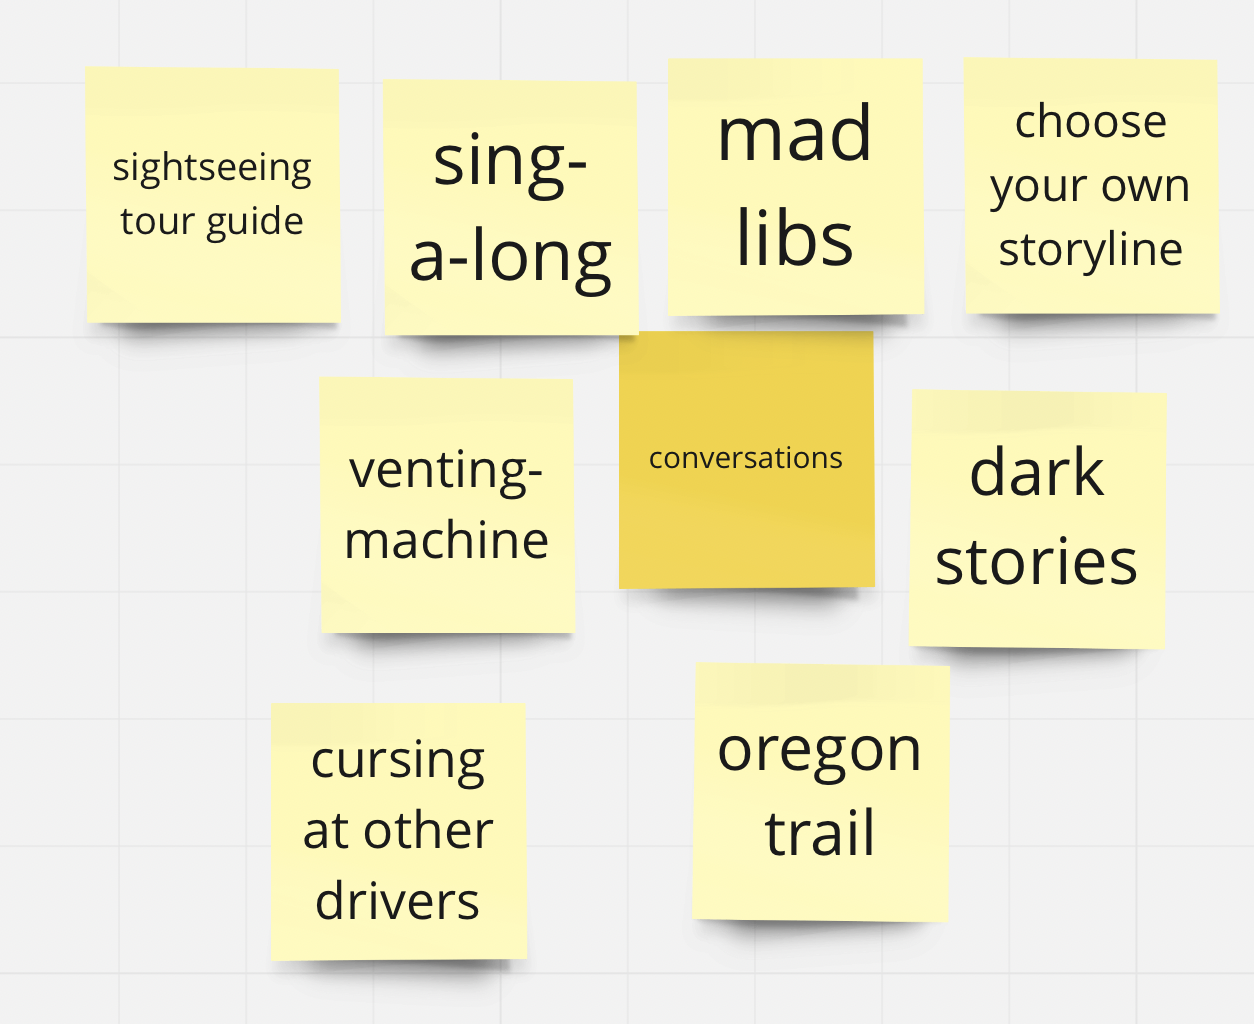 sightseeing
tour guide
sing-
a-long
mad
libs
choose
your own
storyline
venting-
machine
conversations
dark
stories
cursing
at other
drivers
oregon
trail